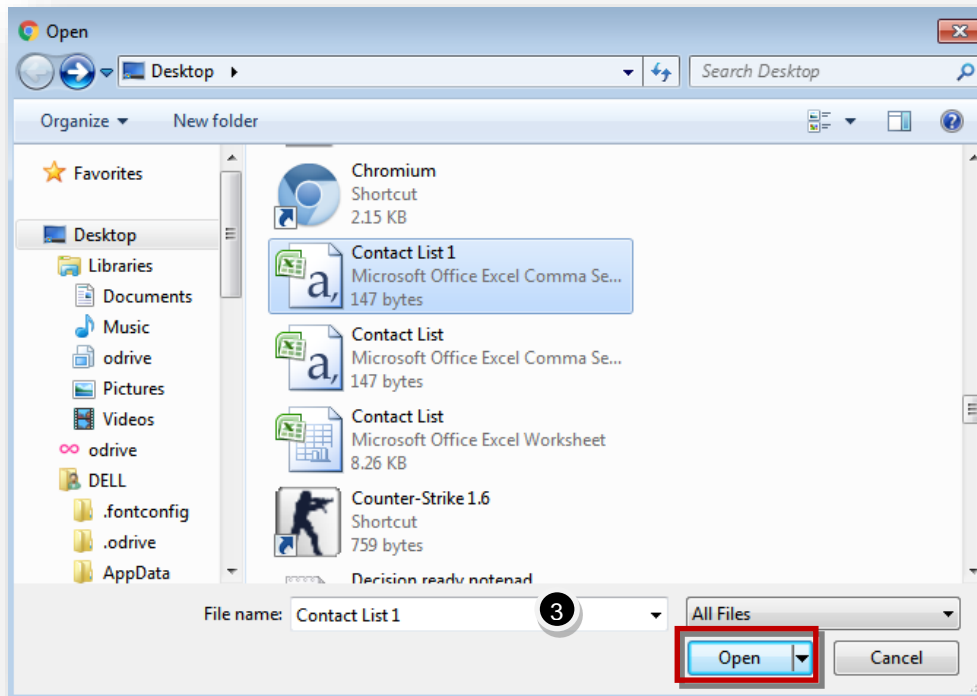 Open
Desktop
Search Desktop
Organize
New folder
Favorites
Desktop
Libraries
Documents
Music
odrive
Pictures
Videos
odrive
DELL
.fontconfig
.odrive
AppData
Chromium
Shortcut
2.15 KB
Contact List 1
Microsoft Office Excel Comma Se...
147 bytes
Contact List
Microsoft Office Excel Comma Se...
147 bytes
Contact List
Microsoft Office Excel Worksheet
8.26 KB
Counter-Strike 1.6
Shortcut
759 bytes
Decision ready notepad
File name: Contact List 1
3
All Files
Open
Cancel